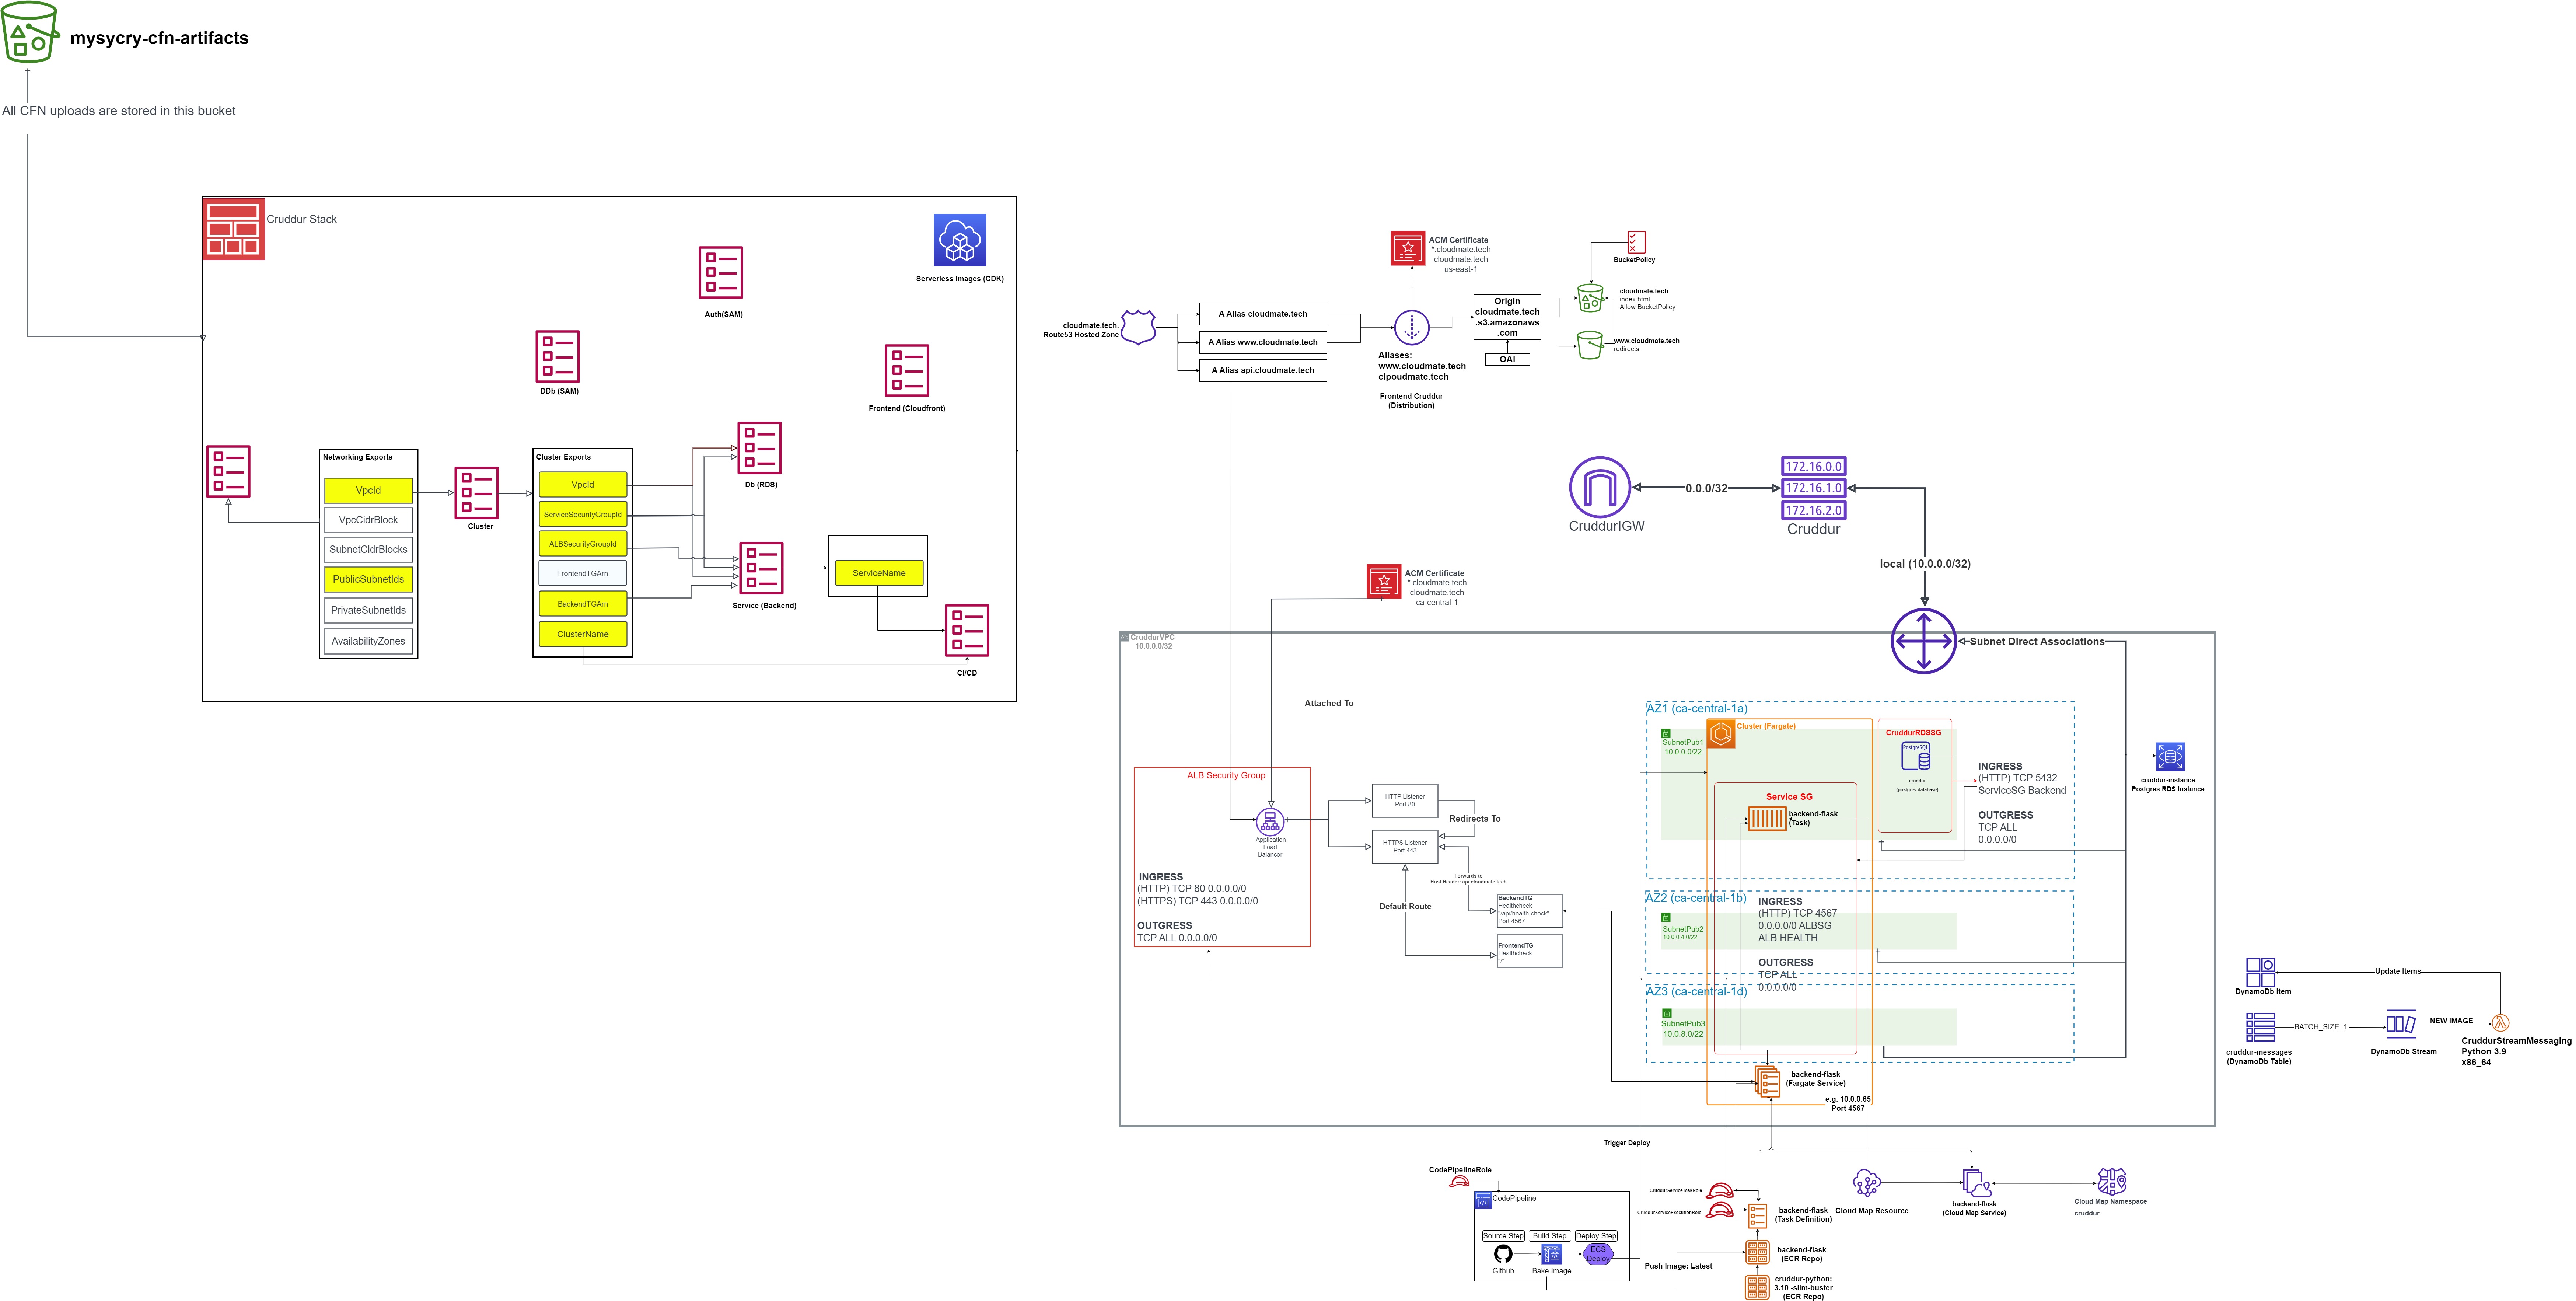 mysycry-cfn-artifacts
All CFN uploads are stored in this bucket
Cruddur Stack
Serverless Images (CDK)
Auth(SAM)
DDb (SAM)
Frontend (Cloudfront)
Networking Exports
VpcId
VpcCidrBlock
SubnetCidrBlocks
PublicSubnetIds
PrivateSubnetIds
AvailabilityZones
Cluster
Cluster Exports
VpcId
ServiceSecurityGroupId
ALBSecurityGroupId
FrontendTGArn
BackendTGArn
ClusterName
Db (RDS)
Service (Backend)
ServiceName
CI/CD
cloudmate.tech.
Route53 Hosted Zone
A Alias cloudmate.tech
A Alias www.cloudmate.tech
A Alias api.cloudmate.tech
ACM Certificate
*.cloudmate.tech
cloudmate.tech
us-east-1
Aliases:
www.cloudmate.tech
clpoudmate.tech
Frontend Cruddur
(Distribution)
Origin
cloudmate.tech
.s3.amazonaws
.com
OAI
BucketPolicy
cloudmate.tech
index.html
Allow BucketPolicy
www.cloudmate.tech
redirects
CruddurIGW
0.0.0/32
172.16.0.0
172.16.1.0
172.16.2.0
Cruddur
local (10.0.0.0/32)
Subnet Direct Associations
ACM Certificate
*.cloudmate.tech
cloudmate.tech
ca-central-1
CruddurVPC
10.0.0.0/32
Attached To
ALB Security Group
Application
Load
Balancer
INGRESS
(HTTP) TCP 80 0.0.0.0/0
(HTTPS) TCP 443 0.0.0.0/0
OUTGRESS
TCP ALL 0.0.0.0/0
HTTP Listener
Port 80
Redirects To
HTTPS Listener
Port 443
Forwards to
Host Header: api.cloudmate.tech
Default Route
BackendTG
Healthcheck
"/api/health-check"
Port 4567
FrontendTG
Healthcheck
"/"
AZ1 (ca-central-1a)
SubnetPub1
10.0.0.0/22
Cluster (Fargate)
Service SG
backend-flask
(Task)
CruddurRDSSG
PostgreSQL
cruddur
(postgres database)
INGRESS
(HTTP) TCP 5432
ServiceSG Backend
OUTGRESS
TCP ALL
0.0.0.0/0
cruddur-instance
Postgres RDS Instance
AZ2 (ca-central-1b)
SubnetPub2
10.0.0.4.0/22
INGRESS
(HTTP) TCP 4567
0.0.0.0/0 ALBSG
ALB HEALTH
OUTGRESS
TCP ALL
0.0.0.0/0
AZ3 (ca-central-1d)
SubnetPub3
10.0.8.0/22
backend-flask
(Fargate Service)
e.g. 10.0.0.65
Port 4567
DynamoDb Item
Update Items
cruddur-messages
(DynamoDb Table)
BATCH_SIZE: 1
DynamoDb Stream
NEW IMAGE
CruddurStreamMessaging
Python 3.9
x86_64
Trigger Deploy
CodePipelineRole
CodePipeline
Source Step
Build Step
Deploy Step
Github
Bake Image
ECS
Deploy
Push Image: Latest
CruddurServiceTaskRole
CruddurServiceExecutionRole
backend-flask
(Task Definition)
backend-flask
(ECR Repo)
cruddur-python:
3.10 -slim-buster
(ECR Repo)
Cloud Map Resource
backend-flask
(Cloud Map Service)
Cloud Map Namespace
cruddur